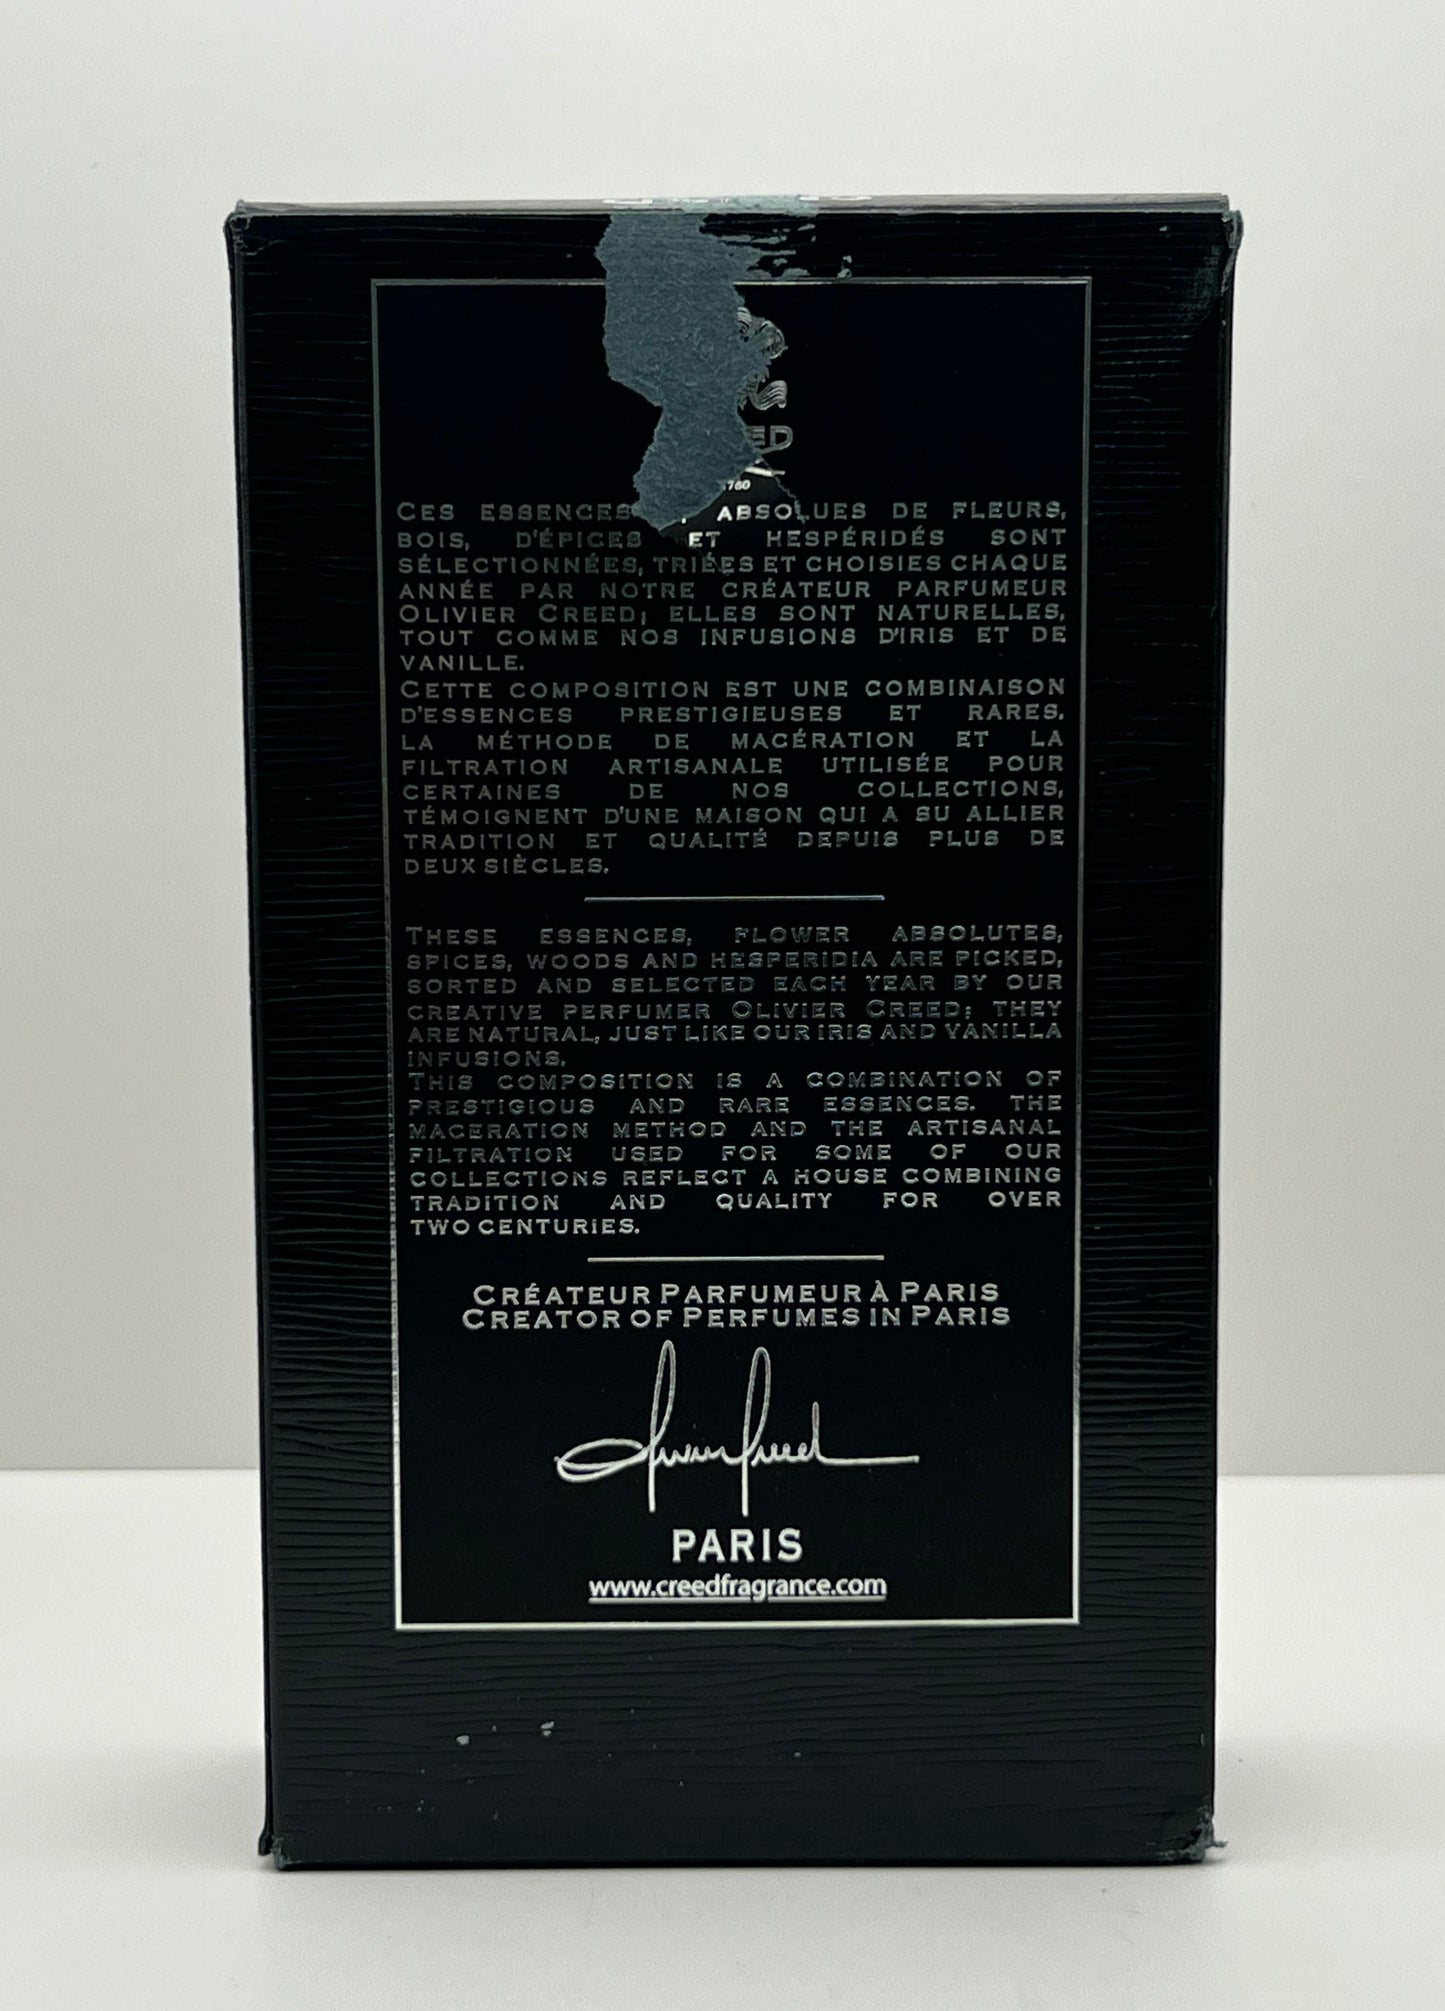 ED
1760
CES ESSENCES, ABSOLUES DE FLEURS,
BOIS, D'ÉPICES ET HESPÉRIDÉS SONT
SÉLECTIONNÉES, TRIÉES ET CHOISIES CHAQUE
ANNÉE PAR NOTRE CRÉATEUR PARFUMEUR
OLIVIER CREED; ELLES SONT NATURELLES,
TOUT COMME NOS INFUSIONS D'IRIS ET DE
VANILLE.
CETTE COMPOSITION EST UNE COMBINAISON
D'ESSENCES PRESTIGIEUSES ET RARES.
LA MÉTHODE DE MACÉRATION ET LA
FILTRATION ARTISANALE UTILISÉE POUR
CERTAINES DE NOS COLLECTIONS,
TÉMOIGNENT D'UNE MAISON QUI A SU ALLIER
TRADITION ET QUALITÉ DEPUIS PLUS DE
DEUX SIÈCLES.
THESE ESSENCES, FLOWER ABSOLUTES,
SPICES, WOODS AND HESPERIDIA ARE PICKED,
SORTED AND SELECTED EACH YEAR BY OUR
CREATIVE PERFUMER OLIVIER CREED; THEY
ARE NATURAL, JUST LIKE OUR IRIS AND VANILLA
INFUSIONS.
THIS COMPOSITION IS A COMBINATION OF
PRESTIGIOUS AND RARE ESSENCES. THE
MACERATION METHOD AND THE ARTISANAL
FILTRATION USED FOR SOME OF OUR
COLLECTIONS REFLECT A HOUSE COMBINING
TRADITION AND QUALITY FOR OVER
TWO CENTURIES.
CRÉATEUR PARFUMEUR À PARIS
CREATOR OF PERFUMES IN PARIS
Olivier Creed
PARIS
www.creedfragrance.com